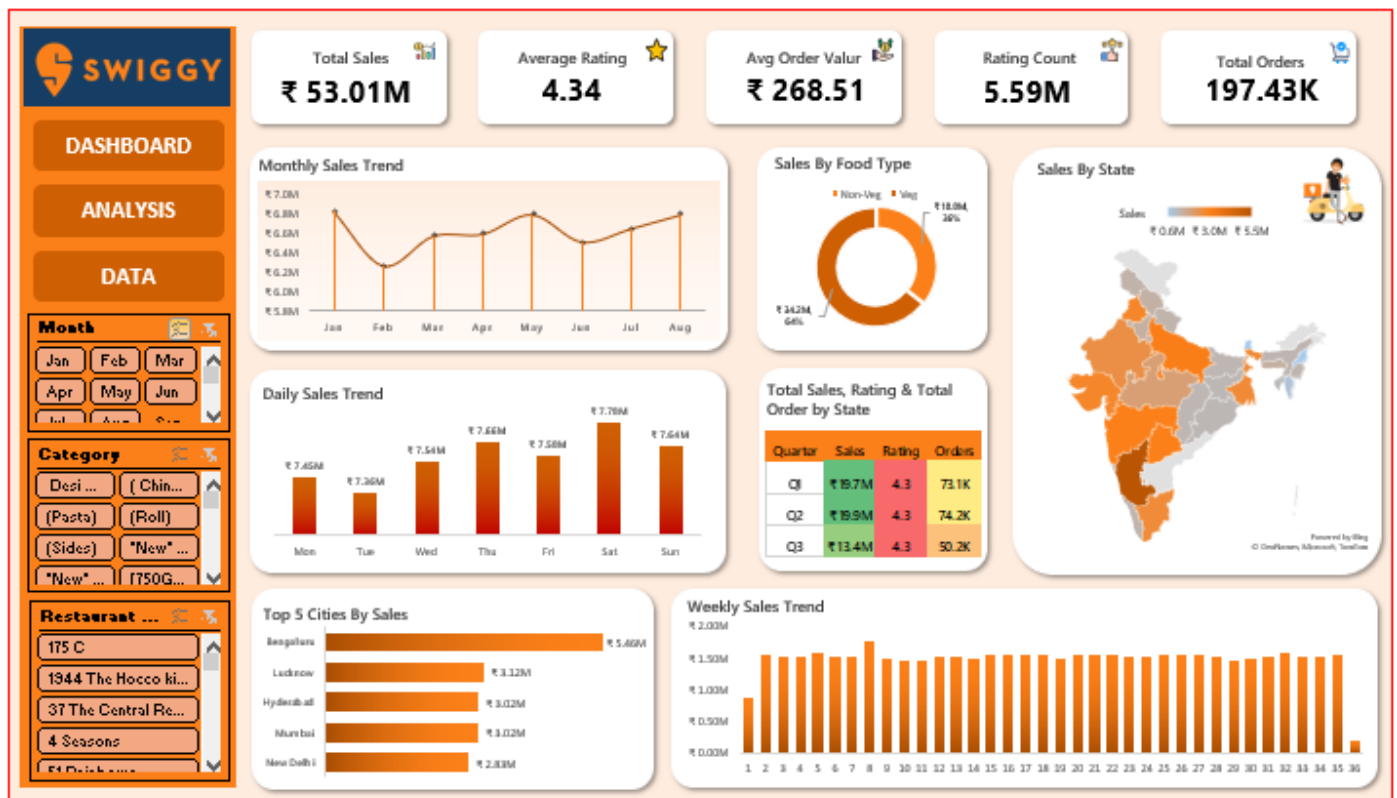 SWIGGY
DASHBOARD
ANALYSIS
DATA
Month
Jan Feb Mar
Apr May Jun
Category
Desi ... ( Chin...
(Pasta) (Roll)
(Sides) "New" ...
"New" ... [750G...
Restaurant ...
175 C
1944 The Hocco ki...
37 The Central Re...
4 Seasons
Total Sales
₹ 53.01M
Average Rating
4.34
Avg Order Valur
₹ 268.51
Rating Count
5.59M
Total Orders
197.43K
Monthly Sales Trend
₹ 7.0M
₹ 6.8M
₹ 6.6M
₹ 6.4M
₹ 6.2M
₹ 6.0M
₹ 5.8M
Jan Feb Mar Apr May Jun Jul Aug
Sales By Food Type
Non-Veg Veg
₹ 18.8M,
36%
₹ 34.2M,
64%
Sales By State
Sales
₹ 0.6M ₹ 3.0M ₹ 5.5M
Powered by Bing
© GeoNames, Microsoft, TomTom
Daily Sales Trend
₹ 7.45M
₹ 7.36M
₹ 7.54M
₹ 7.66M
₹ 7.58M
₹ 7.78M
₹ 7.64M
Mon Tue Wed Thu Fri Sat Sun
Total Sales, Rating & Total
Order by State
Quarter Sales Rating Orders
Q1 ₹19.7M 4.3 73.1K
Q2 ₹19.9M 4.3 74.2K
Q3 ₹13.4M 4.3 50.2K
Top 5 Cities By Sales
Bengaluru ₹ 5.46M
Lucknow ₹ 3.12M
Hyderabad ₹ 3.02M
Mumbai ₹ 3.02M
New Delhi ₹ 2.83M
Weekly Sales Trend
₹ 2.00M
₹ 1.50M
₹ 1.00M
₹ 0.50M
₹ 0.00M
1 2 3 4 5 6 7 8 9 10 11 12 13 14 15 16 17 18 19 20 21 22 23 24 25 26 27 28 29 30 31 32 33 34 35 36